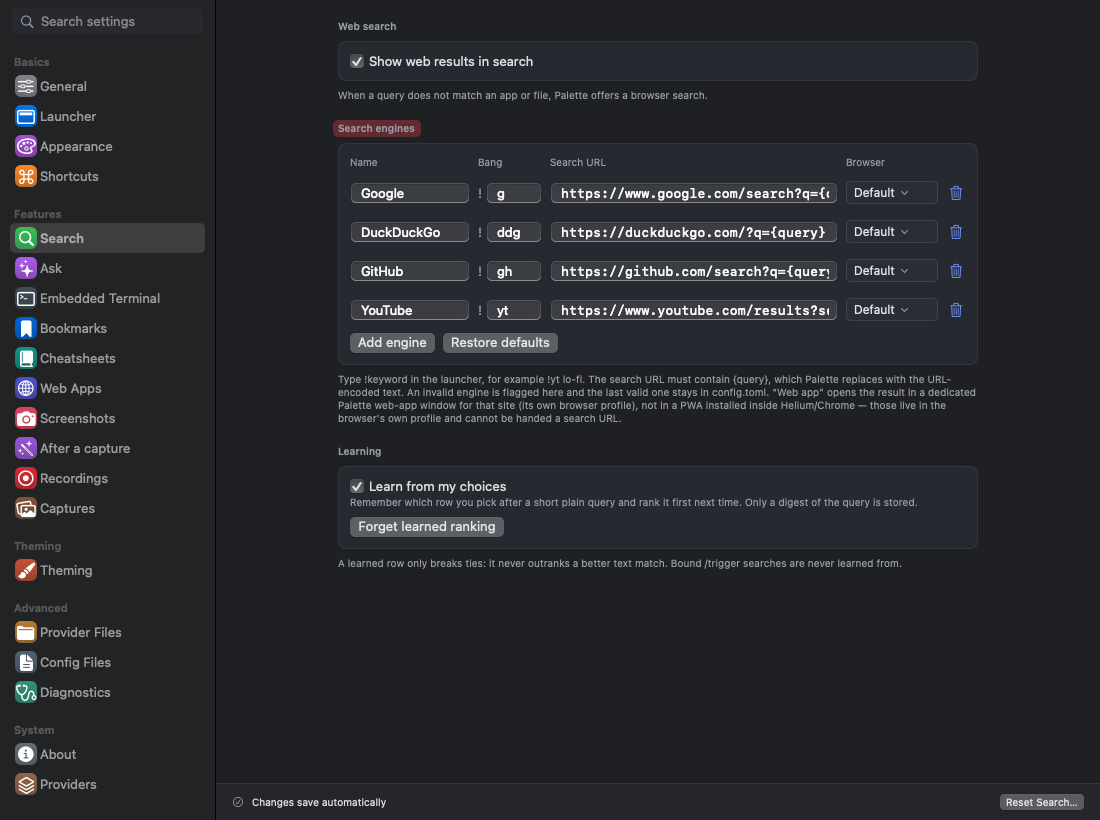 Search settings
Basics
General
Launcher
Appearance
Shortcuts
Features
Search
Ask
Embedded Terminal
Bookmarks
Cheatsheets
Web Apps
Screenshots
After a capture
Recordings
Captures
Theming
Theming
Advanced
Provider Files
Config Files
Diagnostics
System
About
Providers
Web search
Show web results in search
When a query does not match an app or file, Palette offers a browser search.
Search engines
Name Bang Search URL Browser
Google ! g https://www.google.com/search?q={ Default
DuckDuckGo ! ddg https://duckduckgo.com/?q={query} Default
GitHub ! gh https://github.com/search?q={query Default
YouTube ! yt https://www.youtube.com/results?se Default
Add engine Restore defaults
Type !keyword in the launcher, for example !yt lo-fi. The search URL must contain {query}, which Palette replaces with the URL-
encoded text. An invalid engine is flagged here and the last valid one stays in config.toml. “Web app” opens the result in a dedicated
Palette web-app window for that site (its own browser profile), not in a PWA installed inside Helium/Chrome — those live in the
browser's own profile and cannot be handed a search URL.
Learning
Learn from my choices
Remember which row you pick after a short plain query and rank it first next time. Only a digest of the query is stored.
Forget learned ranking
A learned row only breaks ties: it never outranks a better text match. Bound /trigger searches are never learned from.
Changes save automatically
Reset Search...